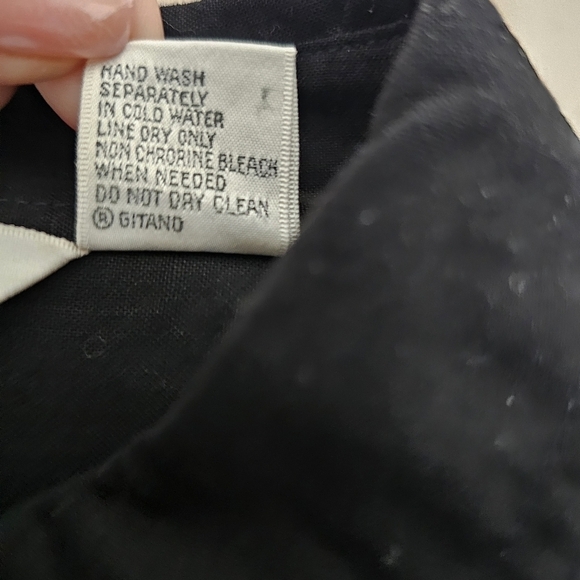 HAND WASH
SEPARATELY
IN COLD WATER
LINE DRY ONLY
NON CHRORINE BLEACH
WHEN NEEDED
DO NOT DRY CLEAN
® GITANO